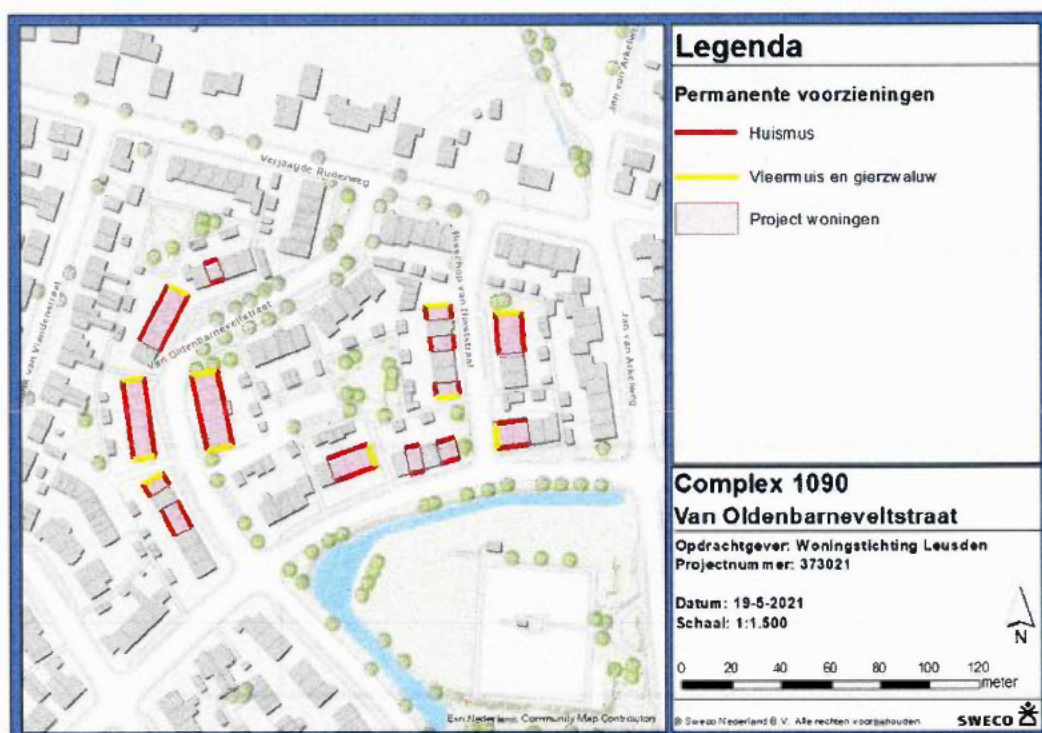 Jan van Arkelweg
Verjaagde Ruiterweg
Van Oldenbarneveltstraat
Jan van Arkelweg
Esri Nederland, Community Map Contributors
Legenda
Permanente voorzieningen
Huismus
Vleermuis en gierzwaluw
Project woningen
Complex 1090
Van Oldenbarneveltstraat
Opdrachtgever: Woningstichting Leusden
Projectnummer: 373021
Datum: 19-5-2021
Schaal: 1:1.500
N
0 20 40 60 80 100 120
meter
© Sweco Nederland B.V. Alle rechten voorbehouden
SWECO